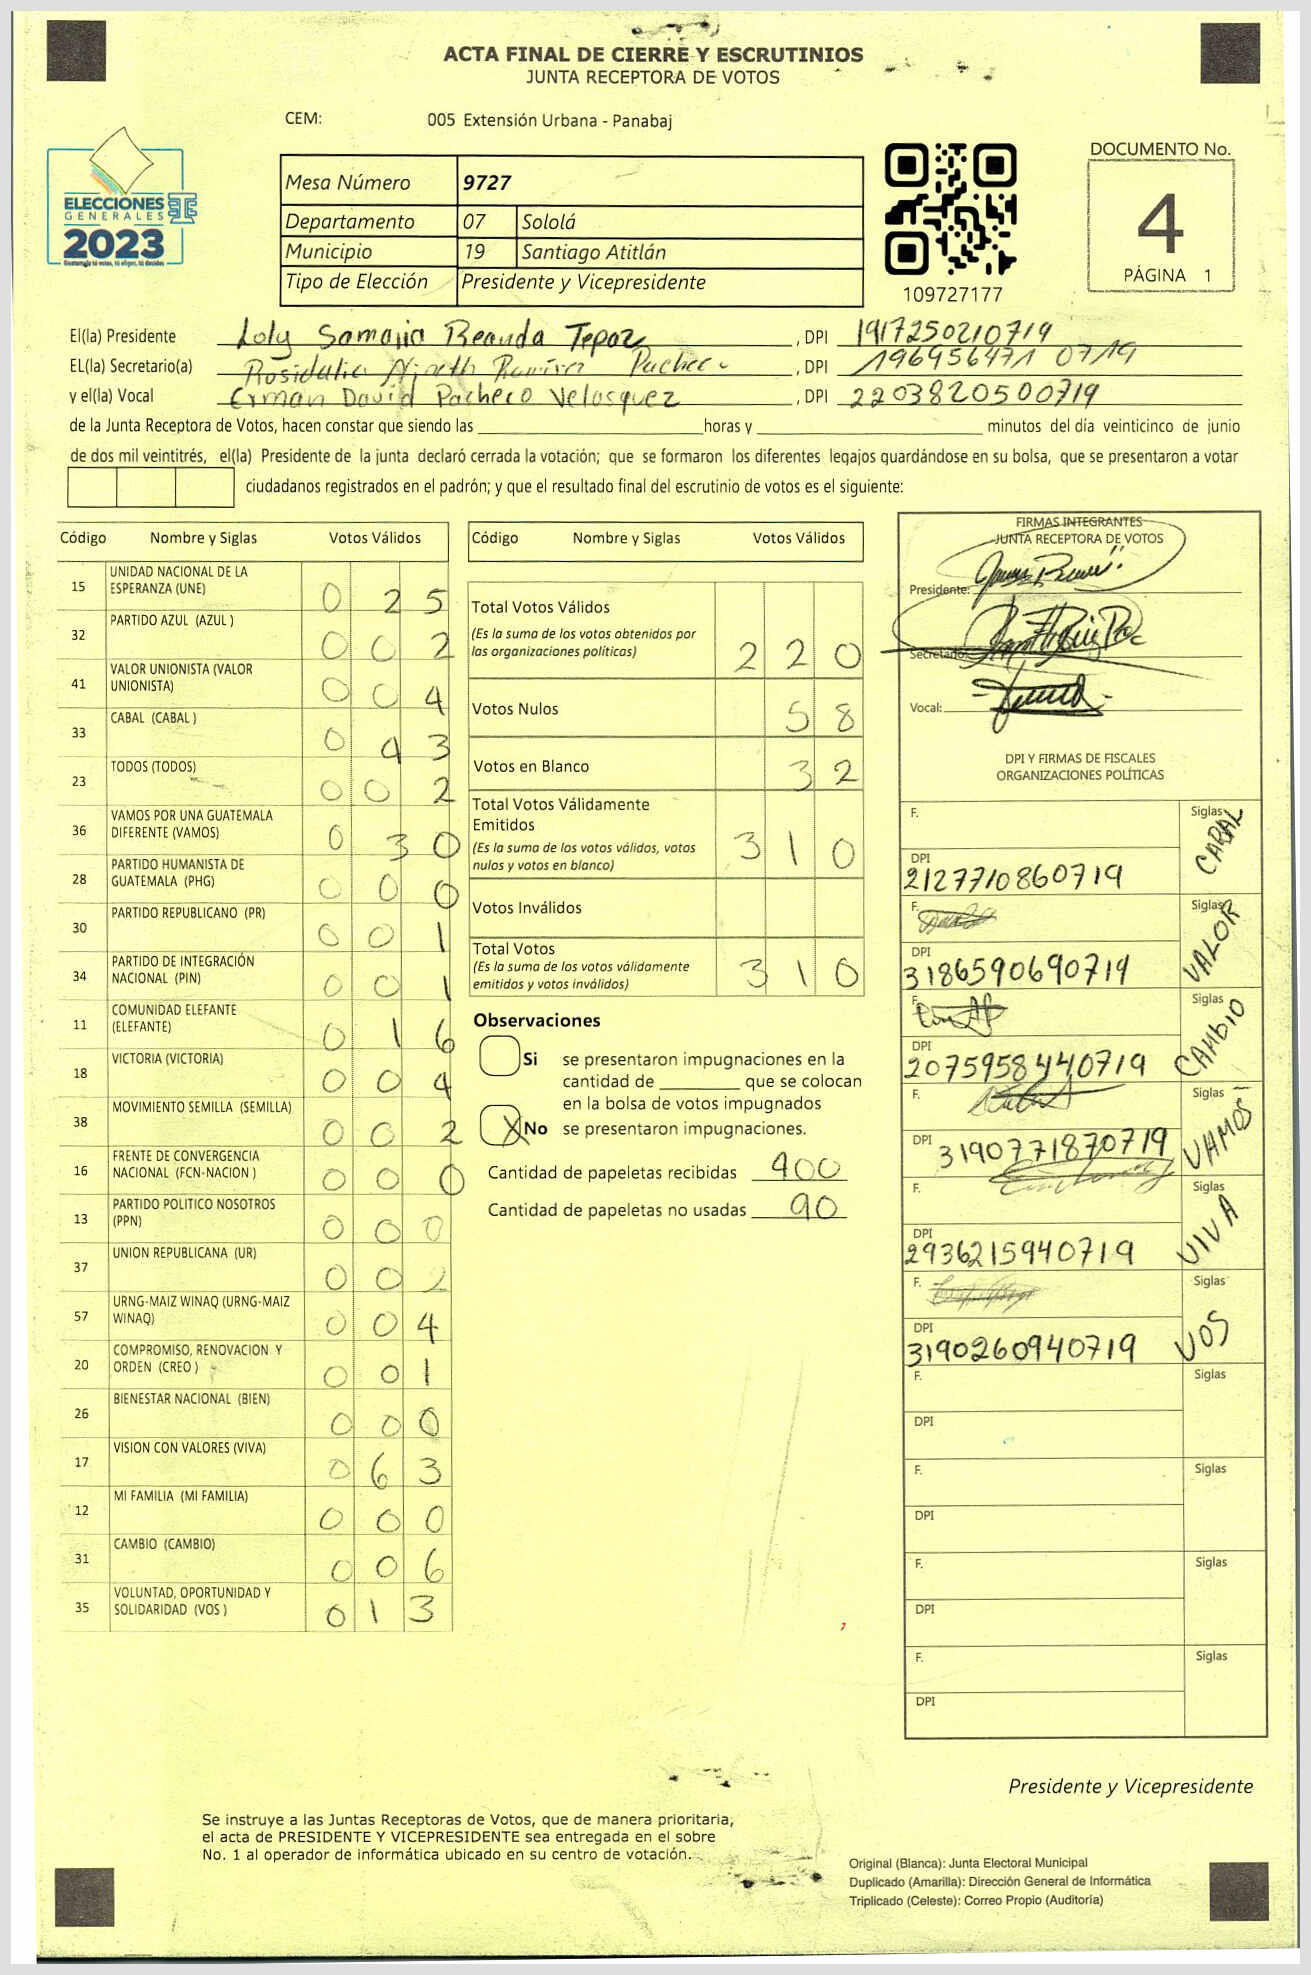 ACTA FINAL DE CIERRE Y ESCRUTINIOS
JUNTA RECEPTORA DE VOTOS
CEM: 005 Extensión Urbana - Panabaj
ELECCIONES
GENERALES
2023
Guatemala tú votas, tú eliges, tú decides
TSE
Mesa Número 9727
Departamento 07 Sololá
Municipio 19 Santiago Atitlán
Tipo de Elección Presidente y Vicepresidente
109727177
DOCUMENTO No.
4
PÁGINA 1
El(la) Presidente Loly Samajia Reanda Tepaz, DPI 1917250210719
EL(la) Secretario(a) Rosidalia Ramírez Pacheco, DPI 196956471 0719
y el(la) Vocal Erman David Pacheco Velasquez, DPI 2203820500719
de la Junta Receptora de Votos, hacen constar que siendo las horas y minutos del día veinticinco de junio
de dos mil veintitrés, el(la) Presidente de la junta declaró cerrada la votación; que se formaron los diferentes legajos guardándose en su bolsa, que se presentaron a votar
ciudadanos registrados en el padrón; y que el resultado final del escrutinio de votos es el siguiente:
Código Nombre y Siglas Votos Válidos
15 UNIDAD NACIONAL DE LA ESPERANZA (UNE) 0 2 5
32 PARTIDO AZUL (AZUL ) 0 0 2
41 VALOR UNIONISTA (VALOR UNIONISTA) 0 0 4
33 CABAL (CABAL ) 0 4 3
23 TODOS (TODOS) 0 0 2
36 VAMOS POR UNA GUATEMALA DIFERENTE (VAMOS) 0 3 0
28 PARTIDO HUMANISTA DE GUATEMALA (PHG) 0 0 0
30 PARTIDO REPUBLICANO (PR) 0 0 1
34 PARTIDO DE INTEGRACIÓN NACIONAL (PIN) 0 0 1
11 COMUNIDAD ELEFANTE (ELEFANTE) 0 1 6
18 VICTORIA (VICTORIA) 0 0 4
38 MOVIMIENTO SEMILLA (SEMILLA) 0 0 2
16 FRENTE DE CONVERGENCIA NACIONAL (FCN-NACION ) 0 0 0
13 PARTIDO POLITICO NOSOTROS (PPN) 0 0 0
37 UNION REPUBLICANA (UR) 0 0 2
57 URNG-MAIZ WINAQ (URNG-MAIZ WINAQ) 0 0 4
20 COMPROMISO, RENOVACION Y ORDEN (CREO ) 0 0 1
26 BIENESTAR NACIONAL (BIEN) 0 0 0
17 VISION CON VALORES (VIVA) 0 6 3
12 MI FAMILIA (MI FAMILIA) 0 0 0
31 CAMBIO (CAMBIO) 0 0 6
35 VOLUNTAD, OPORTUNIDAD Y SOLIDARIDAD (VOS ) 0 1 3
Código Nombre y Siglas Votos Válidos
Total Votos Válidos
(Es la suma de los votos obtenidos por
las organizaciones políticas) 2 2 0
Votos Nulos 5 8
Votos en Blanco 3 2
Total Votos Válidamente
Emitidos
(Es la suma de los votos válidos, votos
nulos y votos en blanco) 3 1 0
Votos Inválidos
Total Votos
(Es la suma de los votos válidamente
emitidos y votos inválidos) 3 1 0
Observaciones
Si se presentaron impugnaciones en la
cantidad de que se colocan
en la bolsa de votos impugnados
X No se presentaron impugnaciones.
Cantidad de papeletas recibidas 400
Cantidad de papeletas no usadas 90
FIRMAS INTEGRANTES
JUNTA RECEPTORA DE VOTOS
Presidente:
Secretario:
Vocal:
DPI Y FIRMAS DE FISCALES
ORGANIZACIONES POLÍTICAS
F. Siglas CABAL
DPI 2127710860719
F. Siglas VALOR
DPI 3186590690719
F. Siglas CAMBIO
DPI 2075958440719
F. Siglas VAMOS
DPI 3190771870719
F. Siglas VIVA
DPI 2936215940719
F. Siglas VOS
DPI 3190260940719
F. Siglas
DPI
F. Siglas
DPI
F. Siglas
DPI
F. Siglas
DPI
Presidente y Vicepresidente
Se instruye a las Juntas Receptoras de Votos, que de manera prioritaria,
el acta de PRESIDENTE Y VICEPRESIDENTE sea entregada en el sobre
No. 1 al operador de informática ubicado en su centro de votación.
Original (Blanca): Junta Electoral Municipal
Duplicado (Amarilla): Dirección General de Informática
Triplicado (Celeste): Correo Propio (Auditoría)